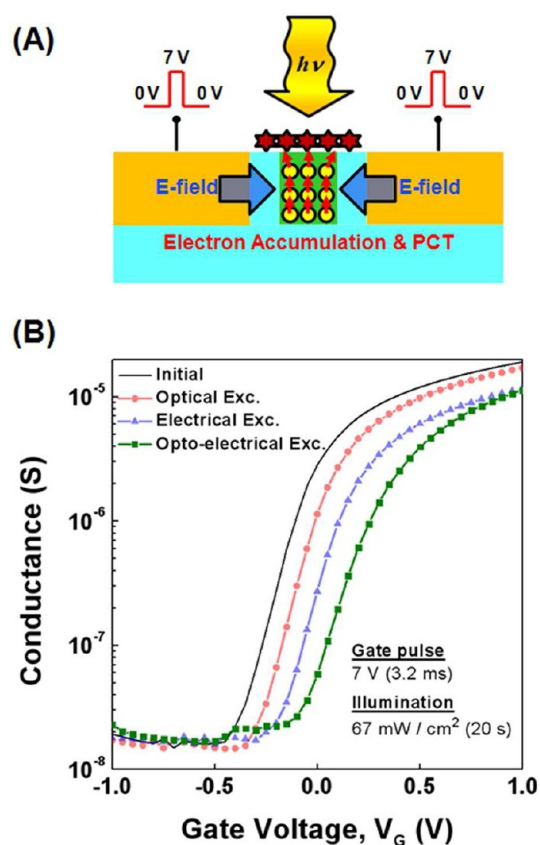 (A)
hν
7 V
7 V
0 V 0 V
0 V 0 V
E-field
E-field
Electron Accumulation & PCT
(B)
Initial
Optical Exc.
Electrical Exc.
Opto-electrical Exc.
Conductance (S)
10⁻⁵
10⁻⁶
10⁻⁷
10⁻⁸
Gate pulse
7 V (3.2 ms)
Illumination
67 mW / cm² (20 s)
-1.0 -0.5 0.0 0.5 1.0
Gate Voltage, V_G (V)